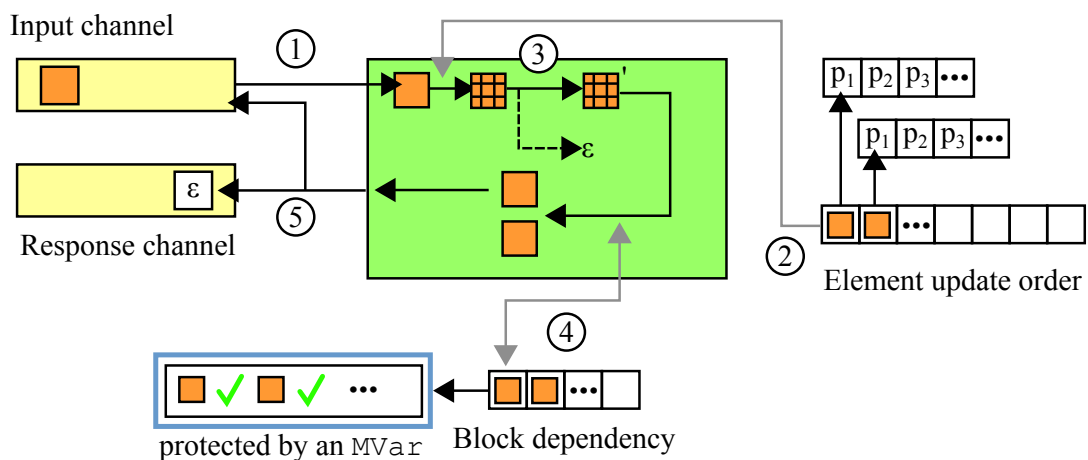 Input channel
1
3
'
p1 p2 p3 •••
p1 p2 p3 •••
ε
ε
5
•••
Response channel
2
Element update order
4
•••
•••
protected by an MVar
Block dependency